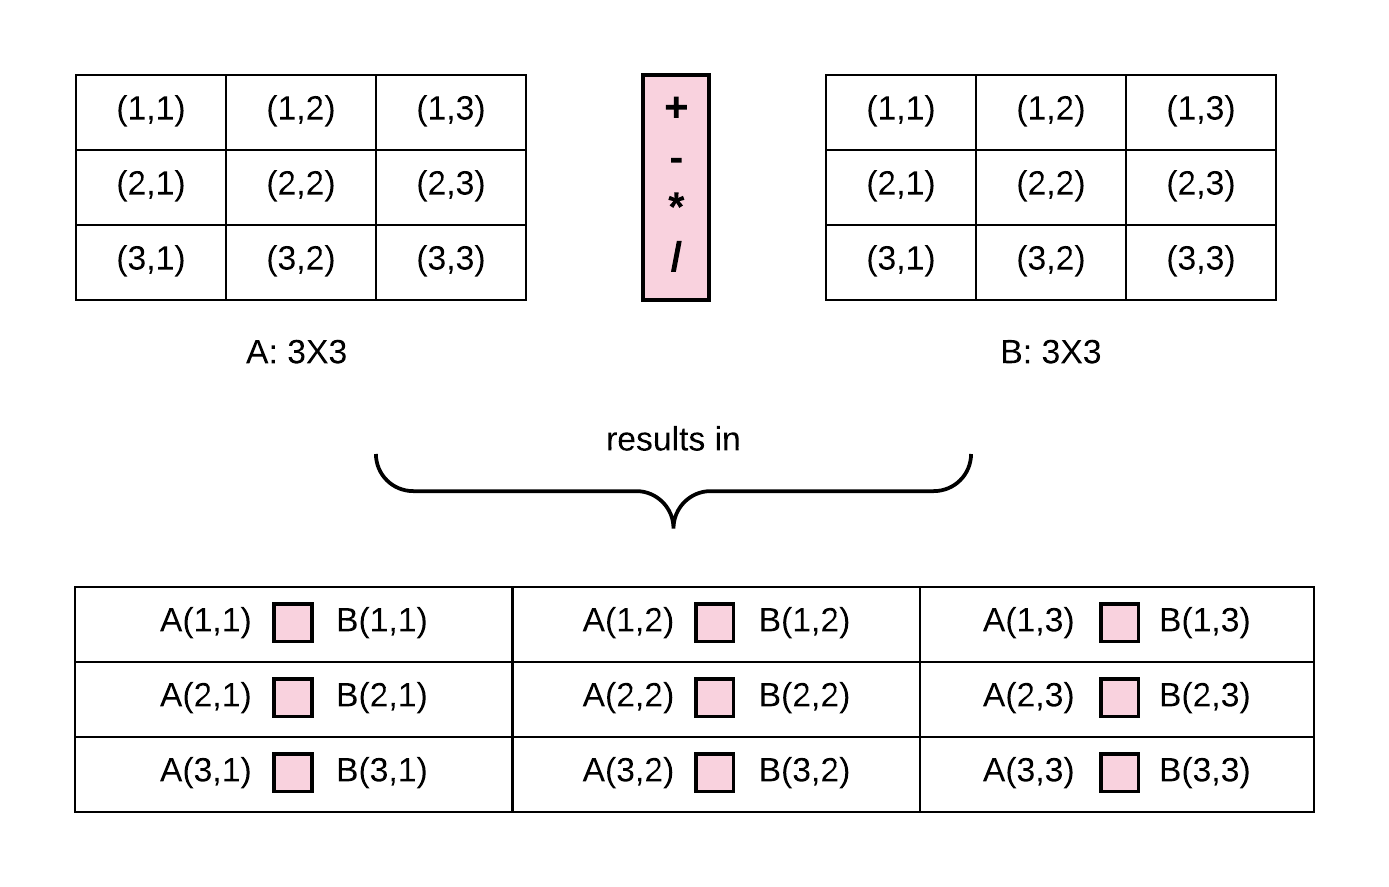 (1,1) (1,2) (1,3) + (1,1) (1,2) (1,3)
-
(2,1) (2,2) (2,3) (2,1) (2,2) (2,3)
*
(3,1) (3,2) (3,3) / (3,1) (3,2) (3,3)
A: 3X3 B: 3X3
results in
A(1,1) B(1,1) A(1,2) B(1,2) A(1,3) B(1,3)
A(2,1) B(2,1) A(2,2) B(2,2) A(2,3) B(2,3)
A(3,1) B(3,1) A(3,2) B(3,2) A(3,3) B(3,3)